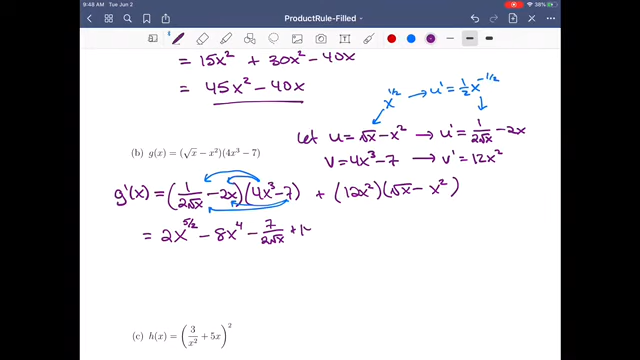 9:46 AM Tue Jun 2
38%
ProductRule-Filled
= 15x² + 30x² − 40x
= 45x² − 40x
x^{1/2} → u' = ½x^{-1/2}
(b) g(x) = (√x − x²)(4x³ − 7)
let u = √x − x² → u' = 1/(2√x) − 2x
v = 4x³ − 7 → v' = 12x²
g'(x) = (1/(2√x) − 2x)(4x³ − 7) + (12x²)(√x − x²)
= 2x^{5/2} − 8x⁴ − 7/(2√x) + 1
(c) h(x) = (3/x² + 5x)²